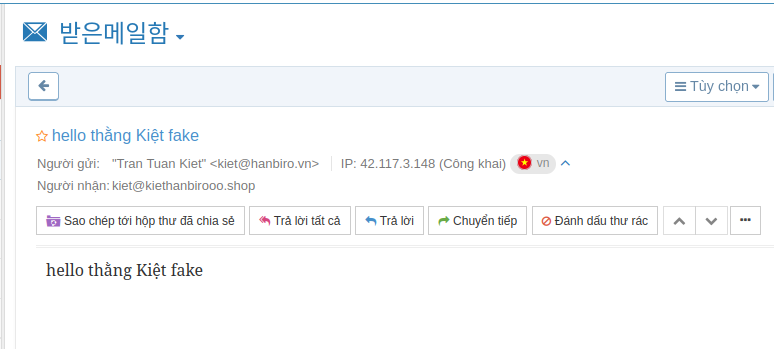 받은메일함
Tùy chọn
hello thằng Kiệt fake
Người gửi: "Tran Tuan Kiet" <kiet@hanbiro.vn> IP: 42.117.3.148 (Công khai) vn
Người nhận: kiet@kiethanbirooo.shop
Sao chép tới hộp thư đã chia sẻ Trả lời tất cả Trả lời Chuyển tiếp Đánh dấu thư rác
hello thằng Kiệt fake